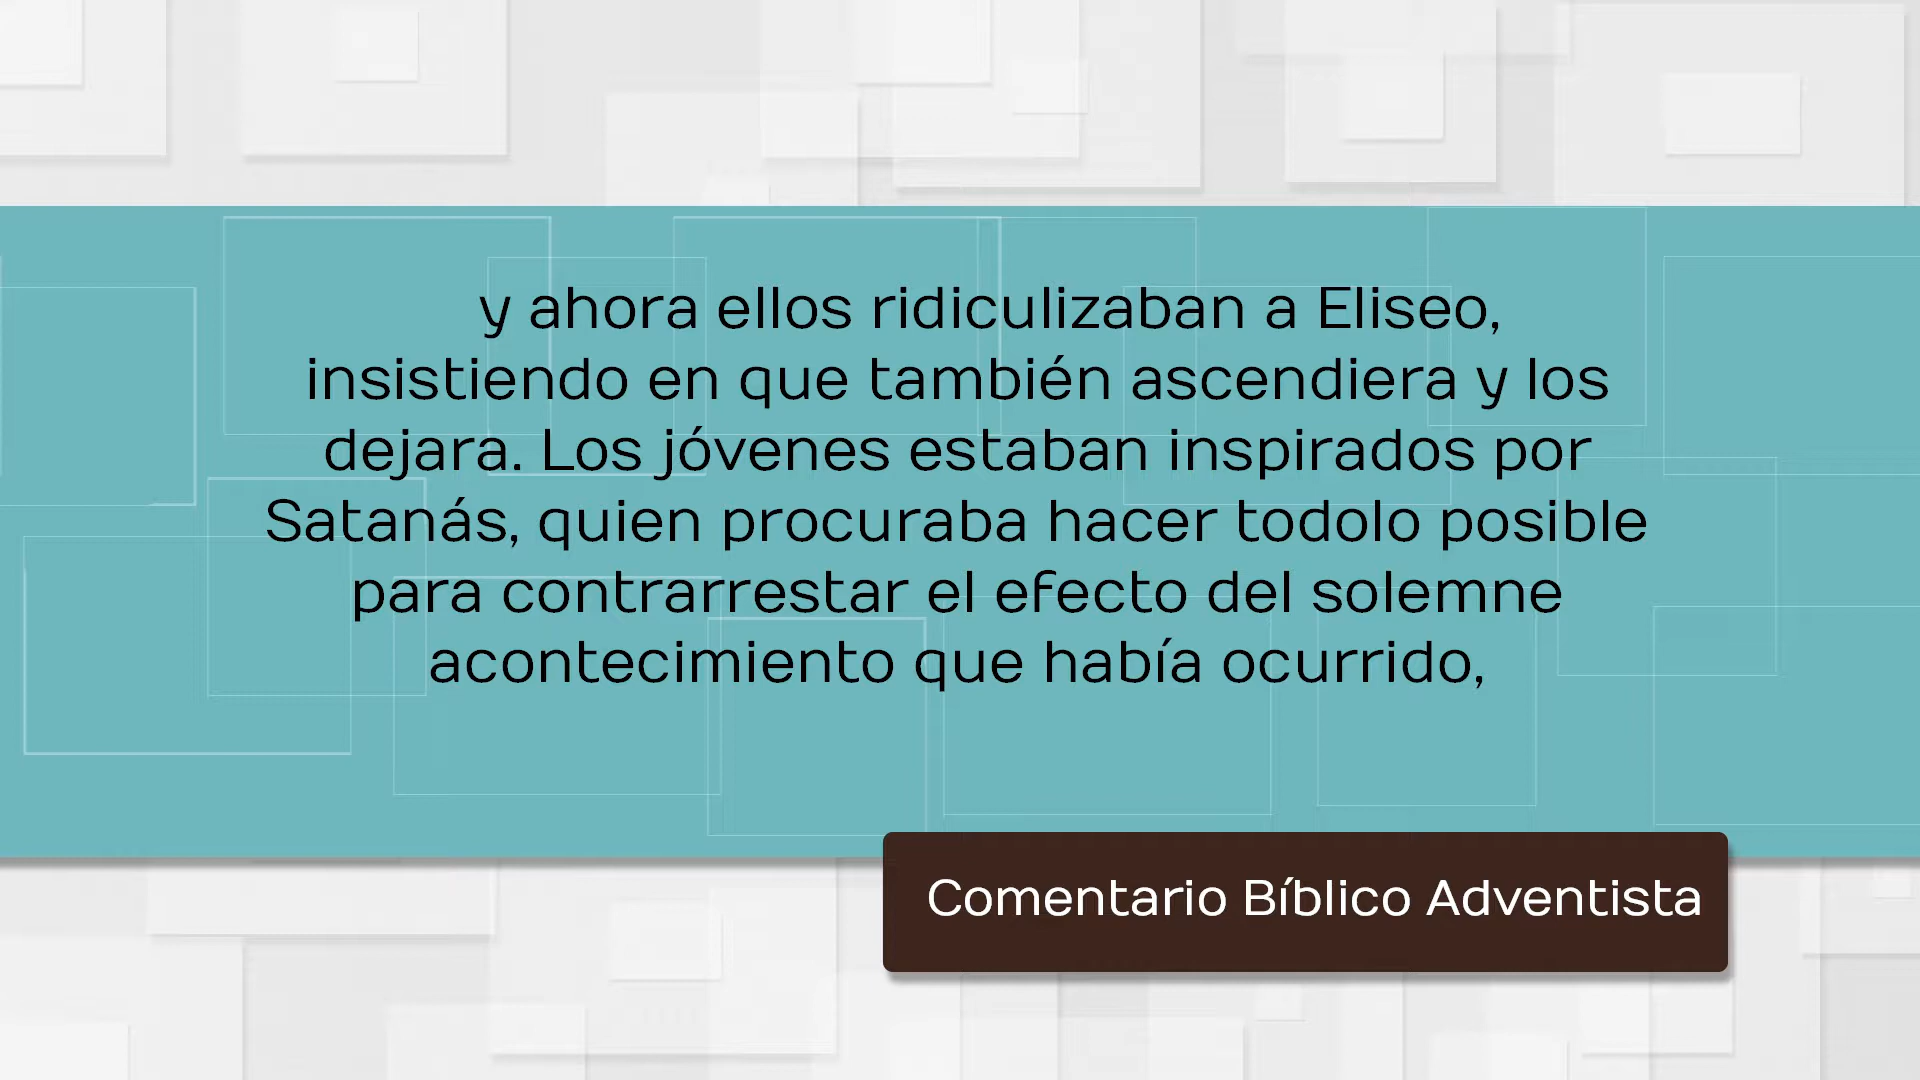 y ahora ellos ridiculizaban a Eliseo,
insistiendo en que también ascendiera y los
dejara. Los jóvenes estaban inspirados por
Satanás, quien procuraba hacer todolo posible
para contrarrestar el efecto del solemne
acontecimiento que había ocurrido,
Comentario Bíblico Adventista